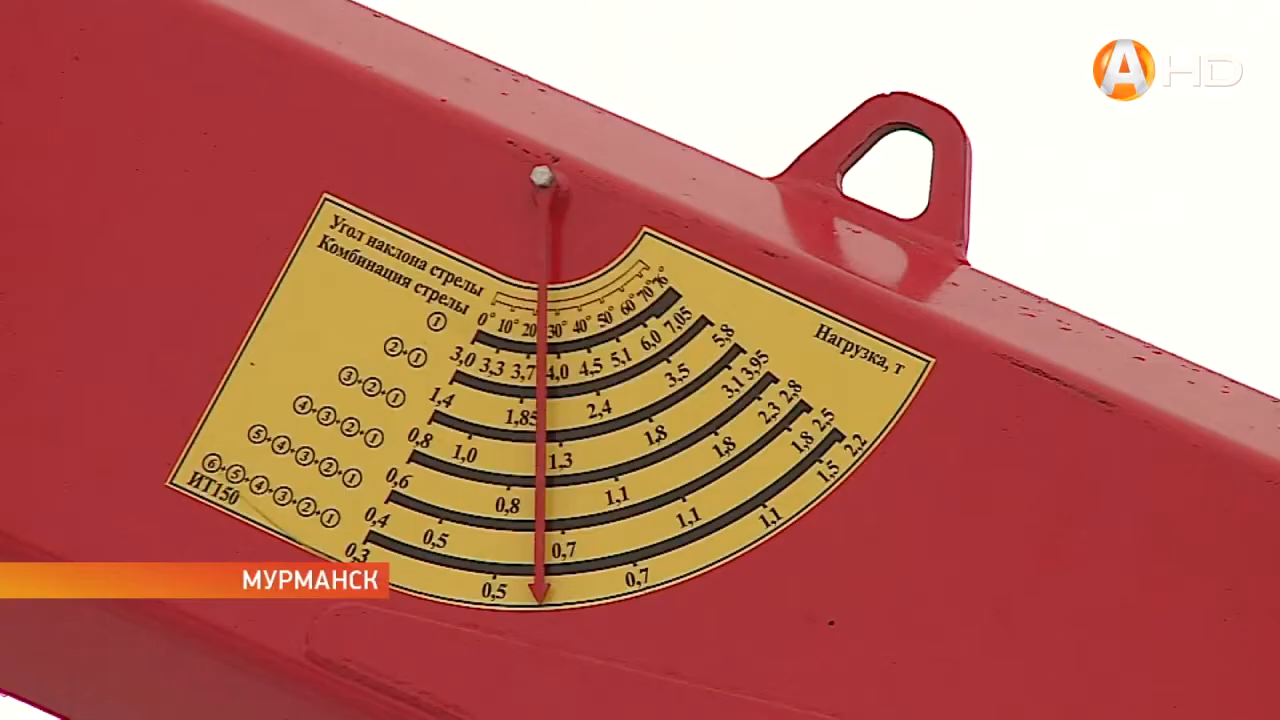 A HD
Угол наклона стрелы
Комбинация стрелы
Нагрузка, т
0° 10° 20 30° 40° 50° 60° 70° 76°
1
3,0 3,3 3,7 4,0 4,5 5,1 6,0 7,05
2+1
1,4 1,85 2,4 3,5 5,8
3+2+1
0,8 1,0 1,3 1,8 3,1 3,95
4+3+2+1
0,6 0,8 1,1 1,8 2,3 2,8
5+4+3+2+1
0,4 0,5 0,7 1,1 1,8 2,5
6+5+4+3+2+1
0,3 0,5 0,7 1,1 1,5 2,2
ИТ150
МУРМАНСК